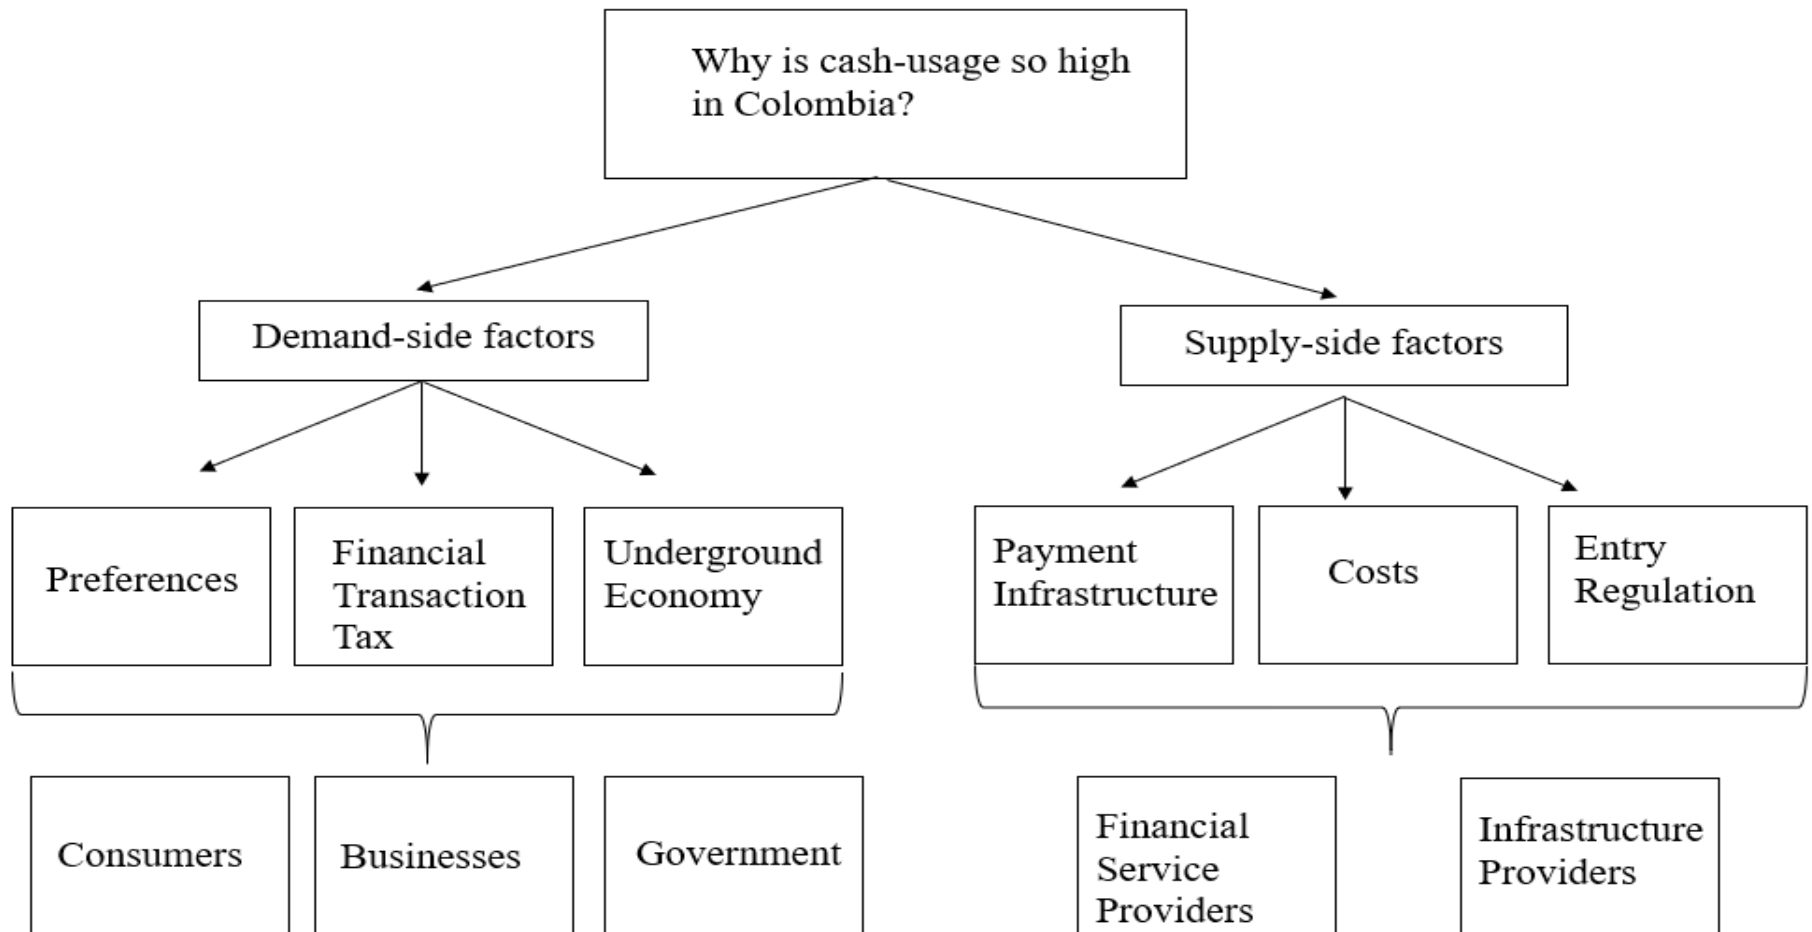 Why is cash-usage so high
in Colombia?
Demand-side factors
Supply-side factors
Preferences
Financial
Transaction
Tax
Underground
Economy
Payment
Infrastructure
Costs
Entry
Regulation
Consumers
Businesses
Government
Financial
Service
Providers
Infrastructure
Providers